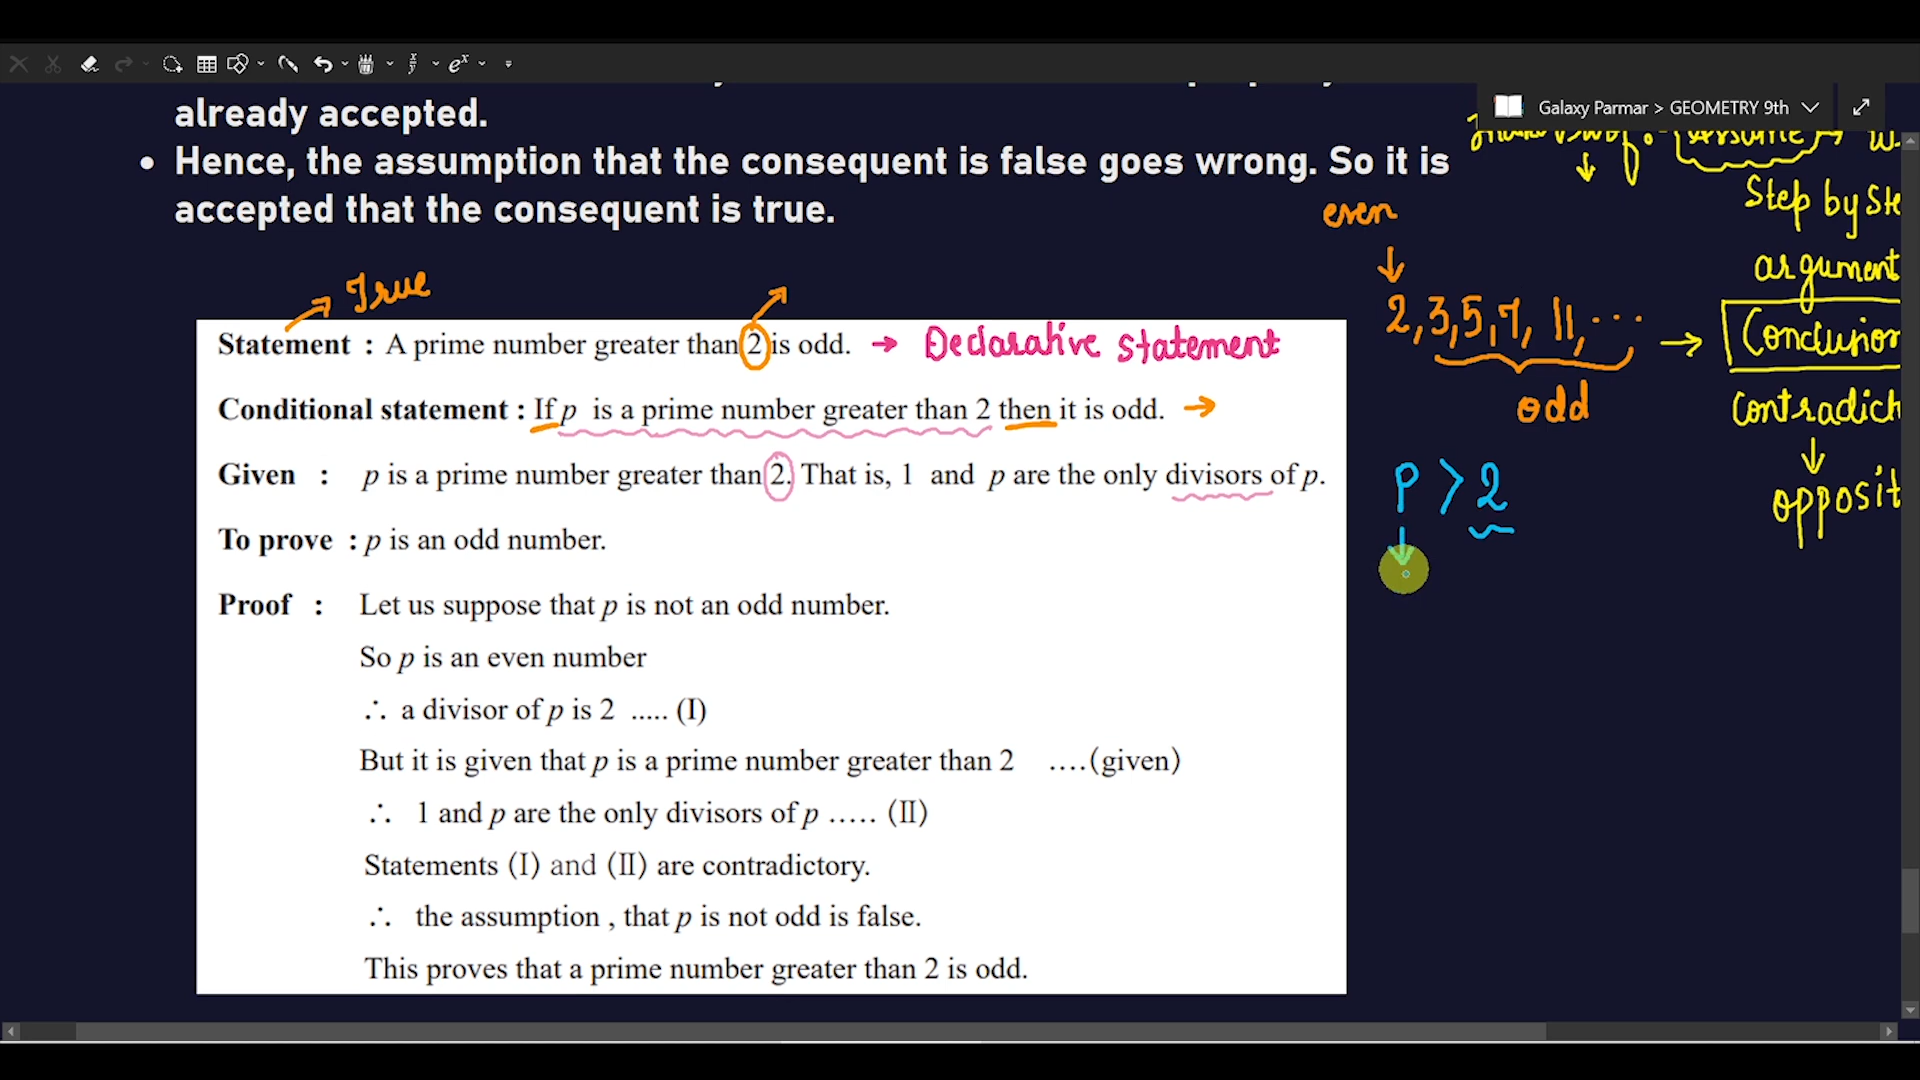 already accepted.
Galaxy Parmar > GEOMETRY 9th
• Hence, the assumption that the consequent is false goes wrong. So it is
accepted that the consequent is true.
Assume
Step by Ste
even
argument
True
2, 3, 5, 7, 11, ...
Conclusion
odd
contradict
opposit
Statement : A prime number greater than 2 is odd. → Declarative statement
Conditional statement : If p is a prime number greater than 2 then it is odd. →
Given : p is a prime number greater than 2. That is, 1 and p are the only divisors of p.
P > 2
To prove : p is an odd number.
Proof : Let us suppose that p is not an odd number.
So p is an even number
∴ a divisor of p is 2 ..... (I)
But it is given that p is a prime number greater than 2 ....(given)
∴ 1 and p are the only divisors of p ..... (II)
Statements (I) and (II) are contradictory.
∴ the assumption , that p is not odd is false.
This proves that a prime number greater than 2 is odd.